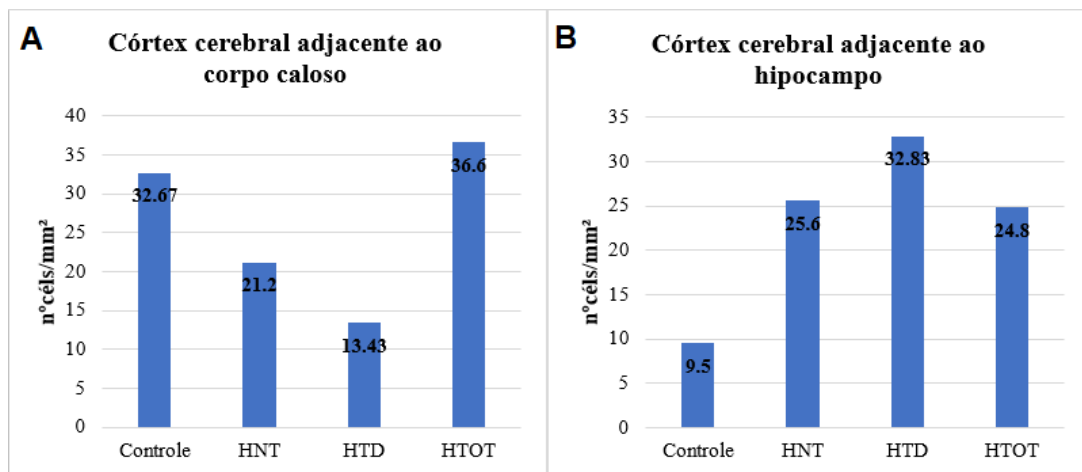 A
Córtex cerebral adjacente ao
corpo caloso
nºcéls/mm²
40
35
30
25
20
15
10
5
0
32.67
21.2
13.43
36.6
Controle HNT HTD HTOT
B
Córtex cerebral adjacente ao
hipocampo
nºcéls/mm²
35
30
25
20
15
10
5
0
9.5
25.6
32.83
24.8
Controle HNT HTD HTOT